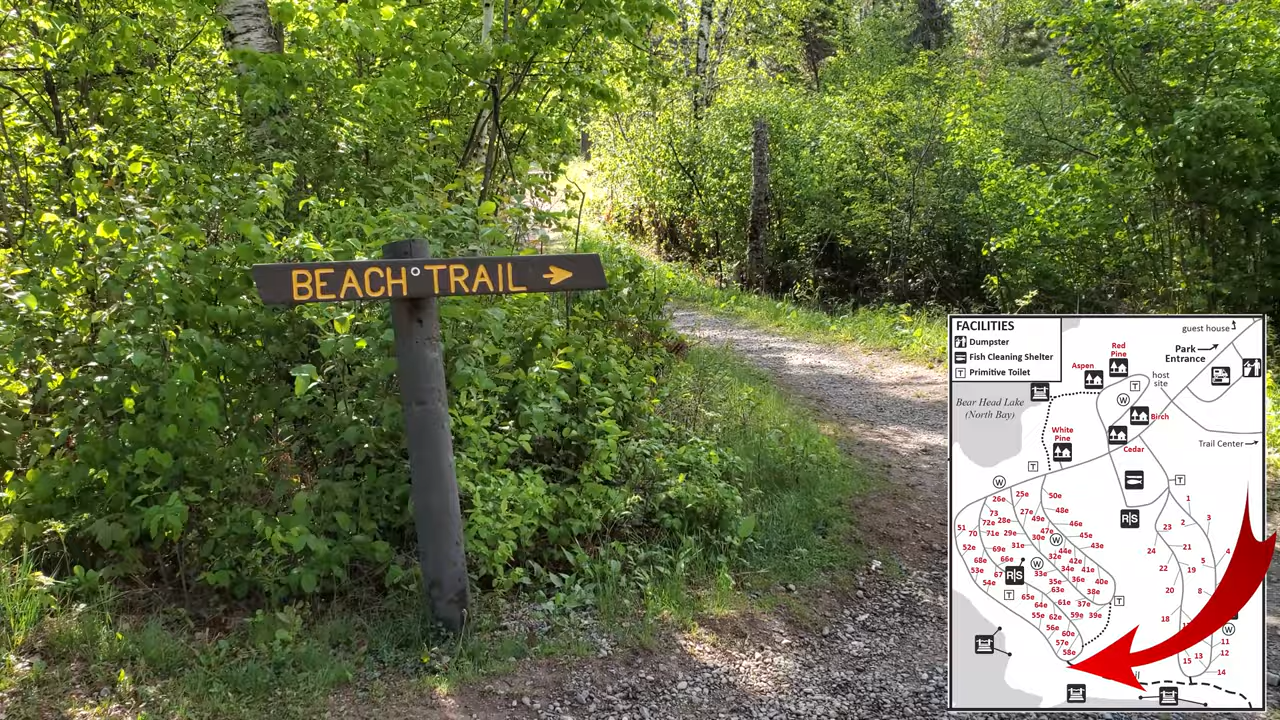 BEACH TRAIL
FACILITIES
Dumpster
Fish Cleaning Shelter
T Primitive Toilet
guest house
Park
Entrance
Red
Pine
Aspen
host
site
T
W
Bear Head Lake
(North Bay)
Birch
White
Pine
Cedar
Trail Center
T
W
T
R|S
26e
25e
50e
1
73
27e
48e
3
72e
28e
49e
46e
23
2
51
70
71e
29e
47e
45e
30e
W
52e
69e
31e
44e
43e
24
21
4
68e
66e
32e
42e
5
53e
67
R|S
W
33e
34e
41e
22
19
54e
35e
36e
40e
T
65e
63e
38e
20
8
64e
61e
37e
T
55e
62e
59e
39e
18
56e
60e
W
57e
11
58e
12
15
13
14